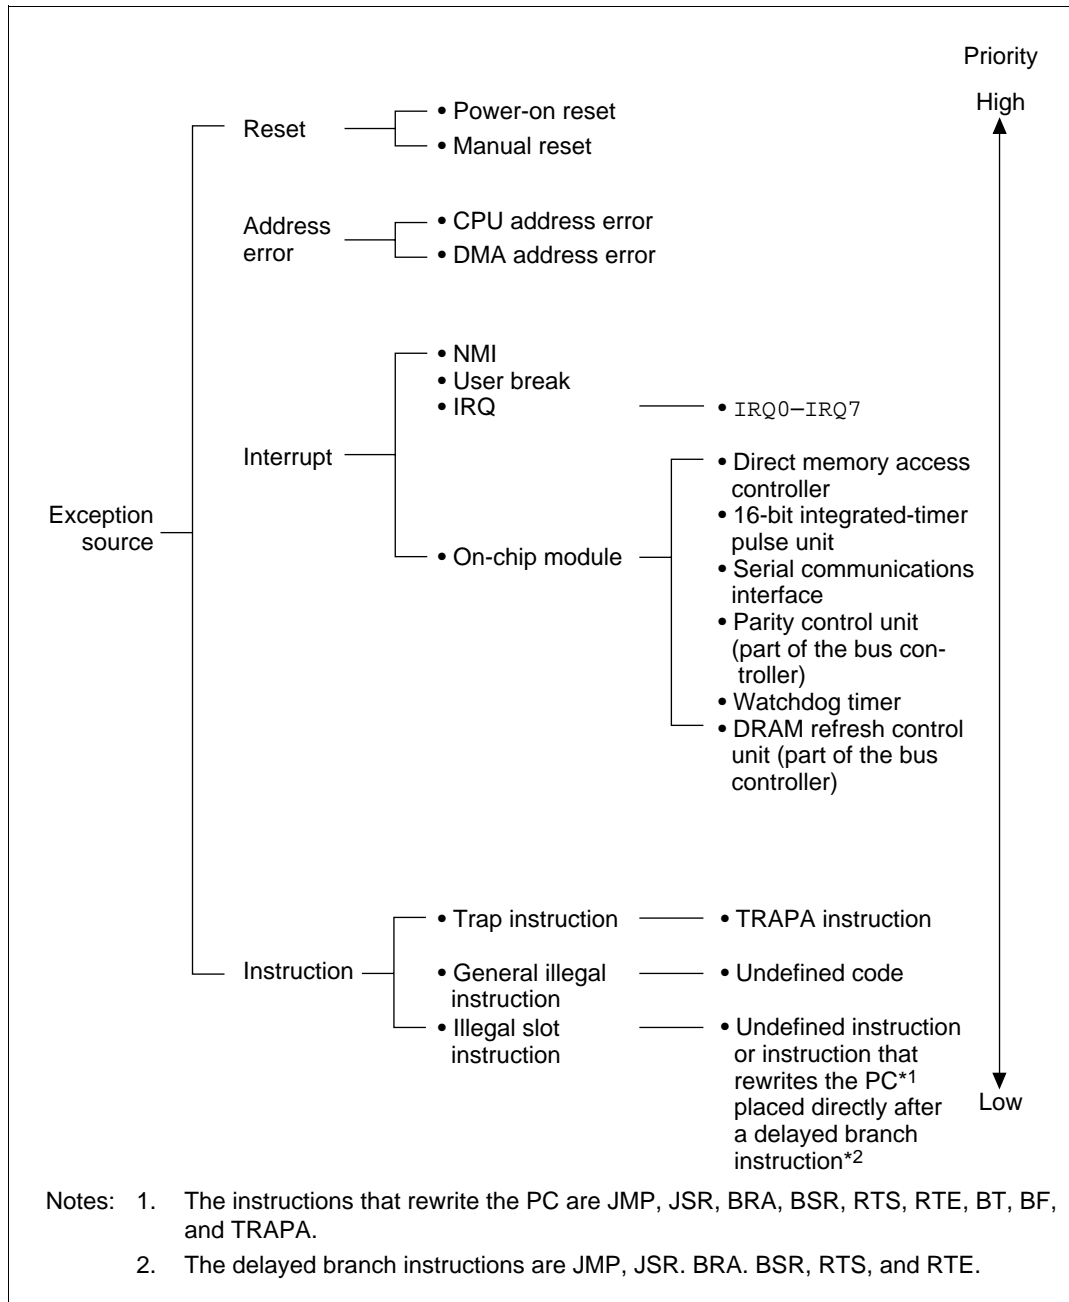 Priority
High
Reset
• Power-on reset
• Manual reset
Address
error
• CPU address error
• DMA address error
Interrupt
• NMI
• User break
• IRQ
• IRQ0–IRQ7
• On-chip module
• Direct memory access
controller
• 16-bit integrated-timer
pulse unit
• Serial communications
interface
• Parity control unit
(part of the bus con-
troller)
• Watchdog timer
• DRAM refresh control
unit (part of the bus
controller)
Exception
source
Instruction
• Trap instruction
• TRAPA instruction
• General illegal
instruction
• Undefined code
• Illegal slot
instruction
• Undefined instruction
or instruction that
rewrites the PC*1
placed directly after
a delayed branch
instruction*2
Low
Notes: 1. The instructions that rewrite the PC are JMP, JSR, BRA, BSR, RTS, RTE, BT, BF,
and TRAPA.
2. The delayed branch instructions are JMP, JSR. BRA. BSR, RTS, and RTE.